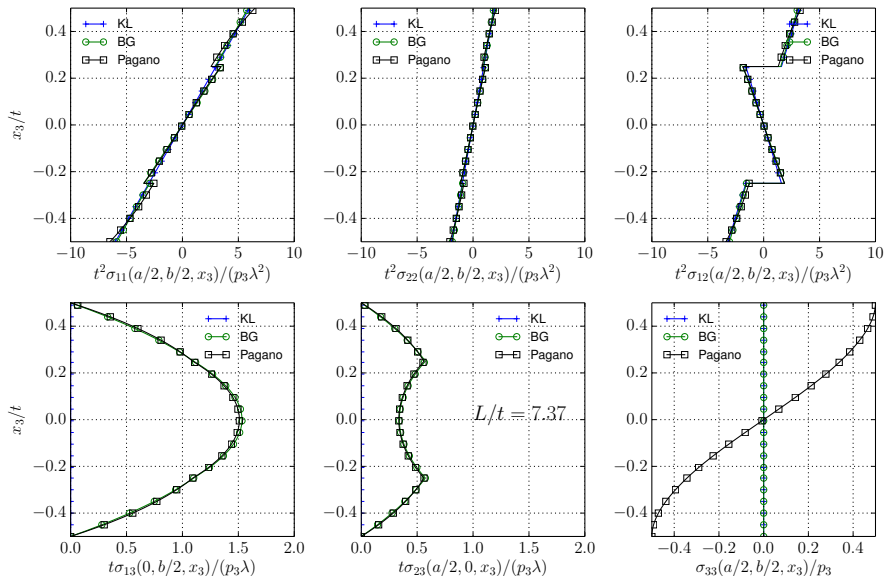 0.4
0.2
0.0
−0.2
−0.4
x₃/t
−10 −5 0 5 10
t²σ₁₁(a/2, b/2, x₃)/(p₃λ²)
KL
BG
Pagano
−10 −5 0 5 10
t²σ₂₂(a/2, b/2, x₃)/(p₃λ²)
KL
BG
Pagano
−10 −5 0 5 10
t²σ₁₂(a/2, b/2, x₃)/(p₃λ²)
KL
BG
Pagano
0.4
0.2
0.0
−0.2
−0.4
x₃/t
0.0 0.5 1.0 1.5 2.0
tσ₁₃(0, b/2, x₃)/(p₃λ)
KL
BG
Pagano
0.0 0.5 1.0 1.5 2.0
tσ₂₃(a/2, 0, x₃)/(p₃λ)
KL
BG
Pagano
L/t = 7.37
−0.4 −0.2 0.0 0.2 0.4
σ₃₃(a/2, b/2, x₃)/p₃
KL
BG
Pagano